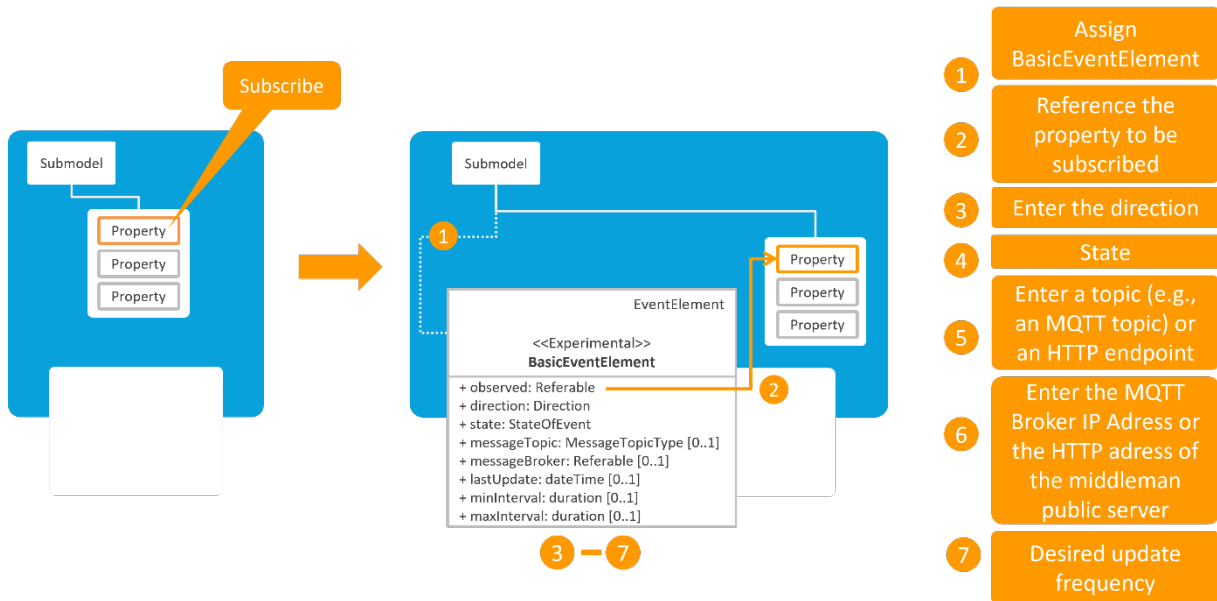 Subscribe
Submodel
Property
Property
Property
Submodel
1
Property
Property
Property
EventElement
<<Experimental>>
BasicEventElement
+ observed: Referable
+ direction: Direction
+ state: StateOfEvent
+ messageTopic: MessageTopicType [0..1]
+ messageBroker: Referable [0..1]
+ lastUpdate: dateTime [0..1]
+ minInterval: duration [0..1]
+ maxInterval: duration [0..1]
2
3
7
1
Assign
BasicEventElement
2
Reference the
property to be
subscribed
3
Enter the direction
4
State
5
Enter a topic (e.g.,
an MQTT topic) or
an HTTP endpoint
6
Enter the MQTT
Broker IP Adress or
the HTTP adress of
the middleman
public server
7
Desired update
frequency